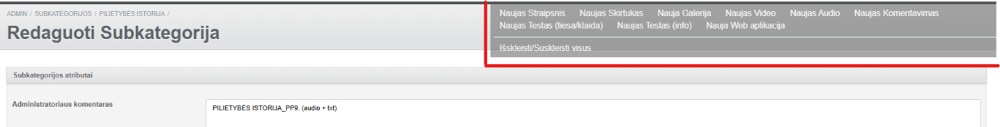 ADMIN / SUBKATEGORIJOS / PILIETYBĖS ISTORIJA /
Redaguoti Subkategorija
Naujas Straipsnis Naujas Skirtukas Nauja Galerija Naujas Video Naujas Audio Naujas Komentavimas
Naujas Testas (tiesa/klaida) Naujas Testas (info) Nauja Web aplikacija
Išskleisti/Suskleisti visus
Subkategorijos atributai
Administratoriaus komentaras
PILIETYBĖS ISTORIJA_PP9. (audio + txt)